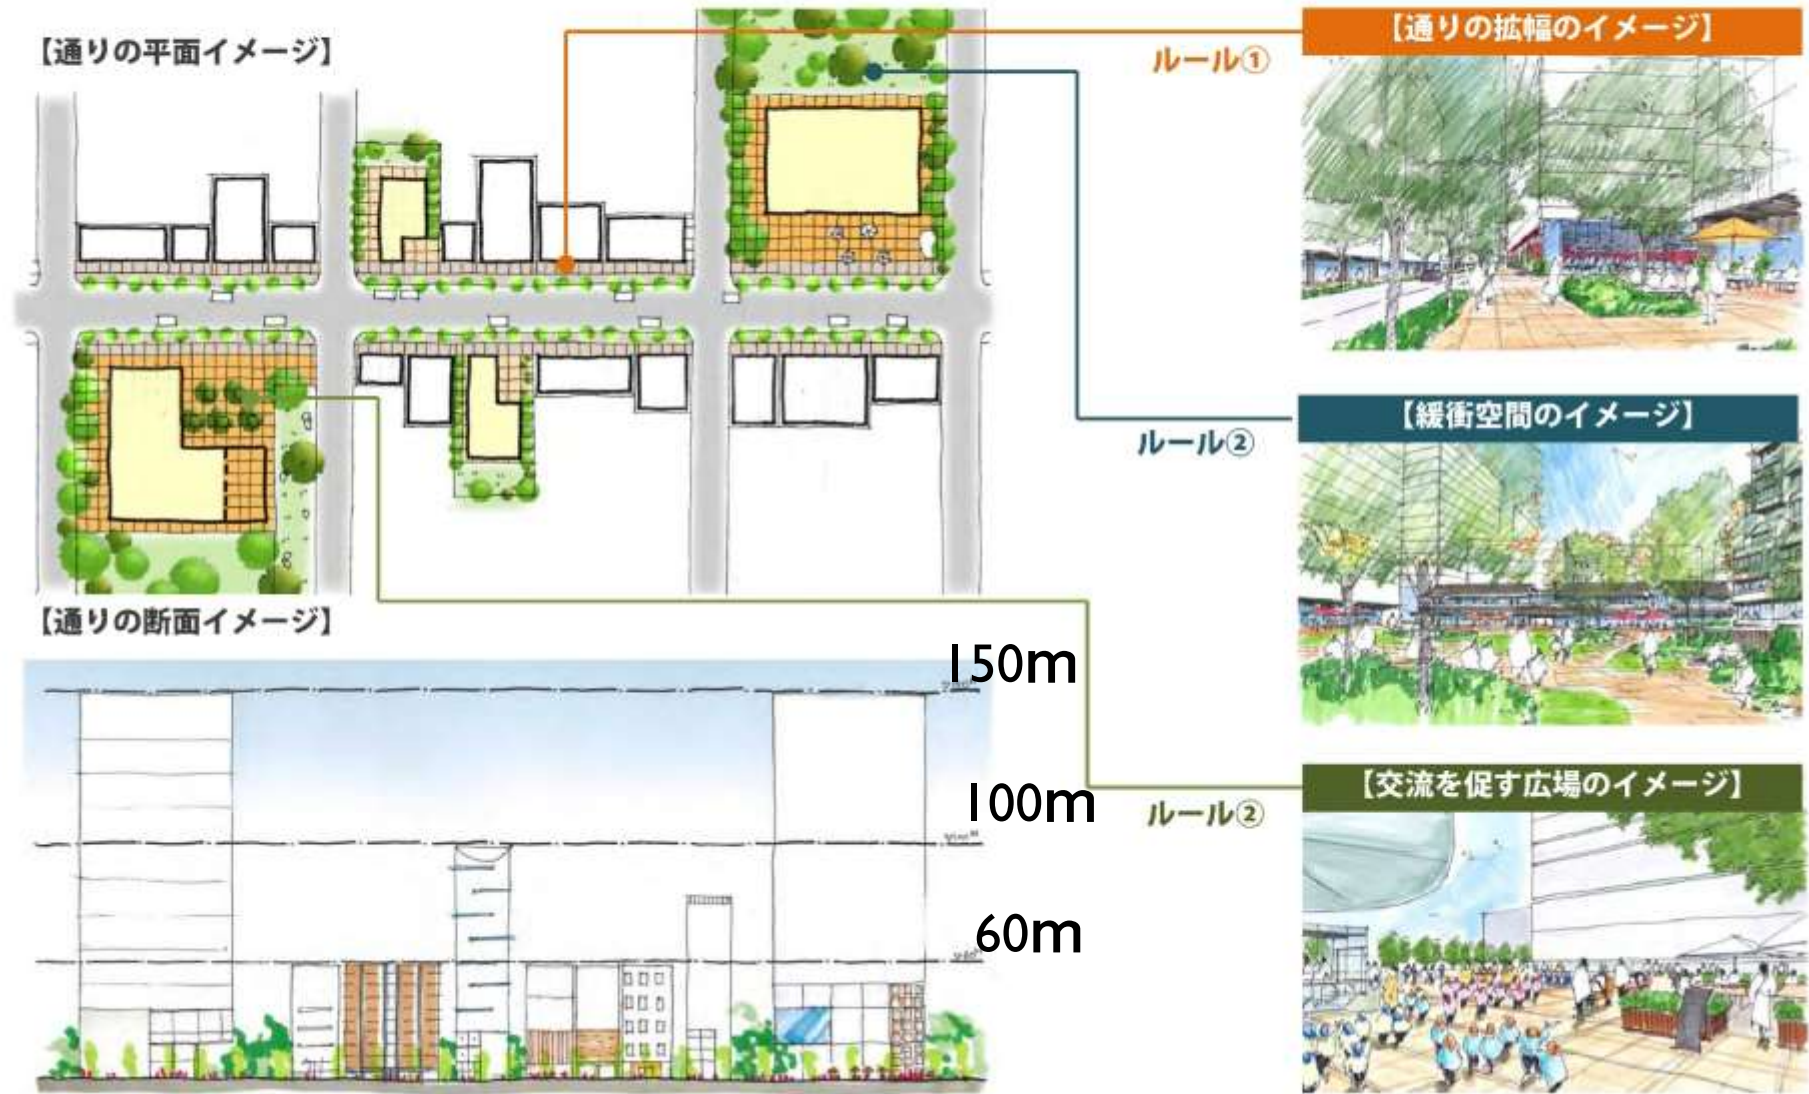 【通りの平面イメージ】
ルール①
【通りの拡幅のイメージ】
ルール②
【緩衝空間のイメージ】
【通りの断面イメージ】
150m
100m
60m
ルール②
【交流を促す広場のイメージ】